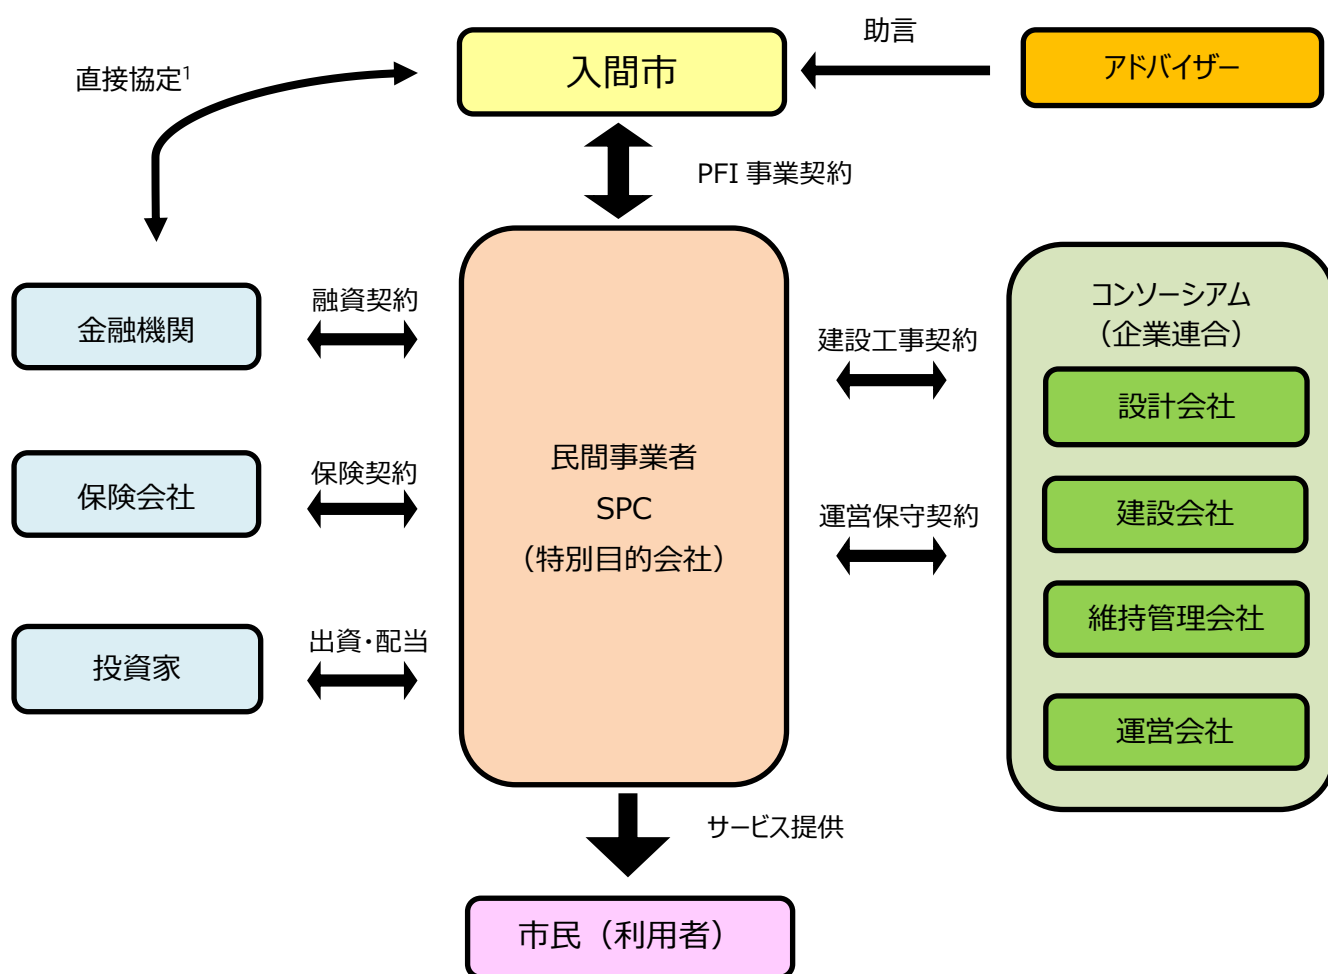 助言
入間市
アドバイザー
直接協定1
PFI 事業契約
コンソーシアム
（企業連合）
金融機関
融資契約
建設工事契約
設計会社
保険会社
保険契約
民間事業者
SPC
（特別目的会社）
運営保守契約
建設会社
維持管理会社
投資家
出資・配当
運営会社
サービス提供
市民（利用者）